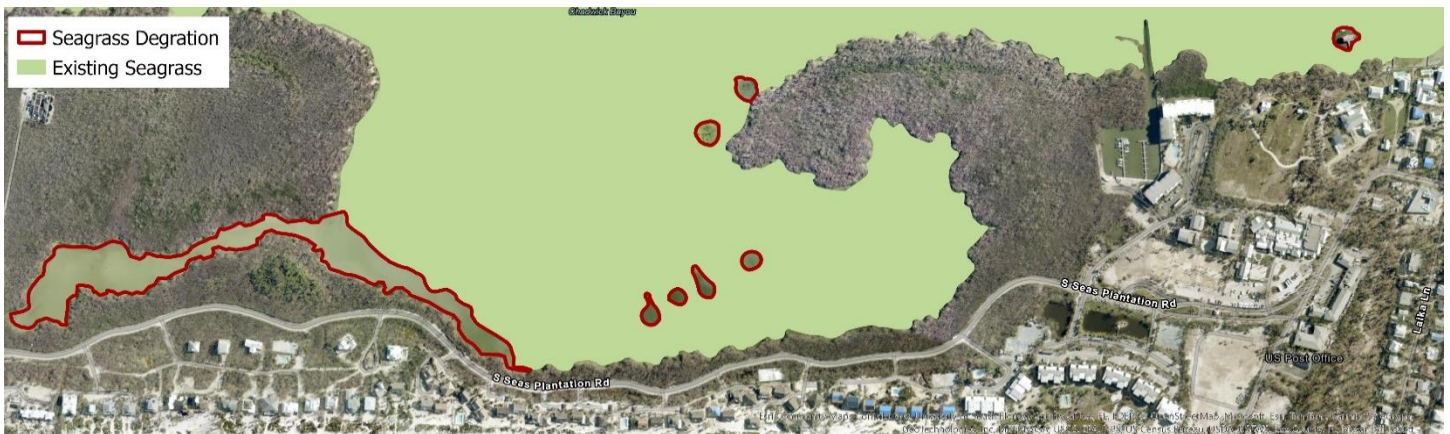 Chadwick Bayou
Seagrass Degration
Existing Seagrass
S Seas Plantation Rd
Laika Ln
US Post Office
S Seas Plantation Rd